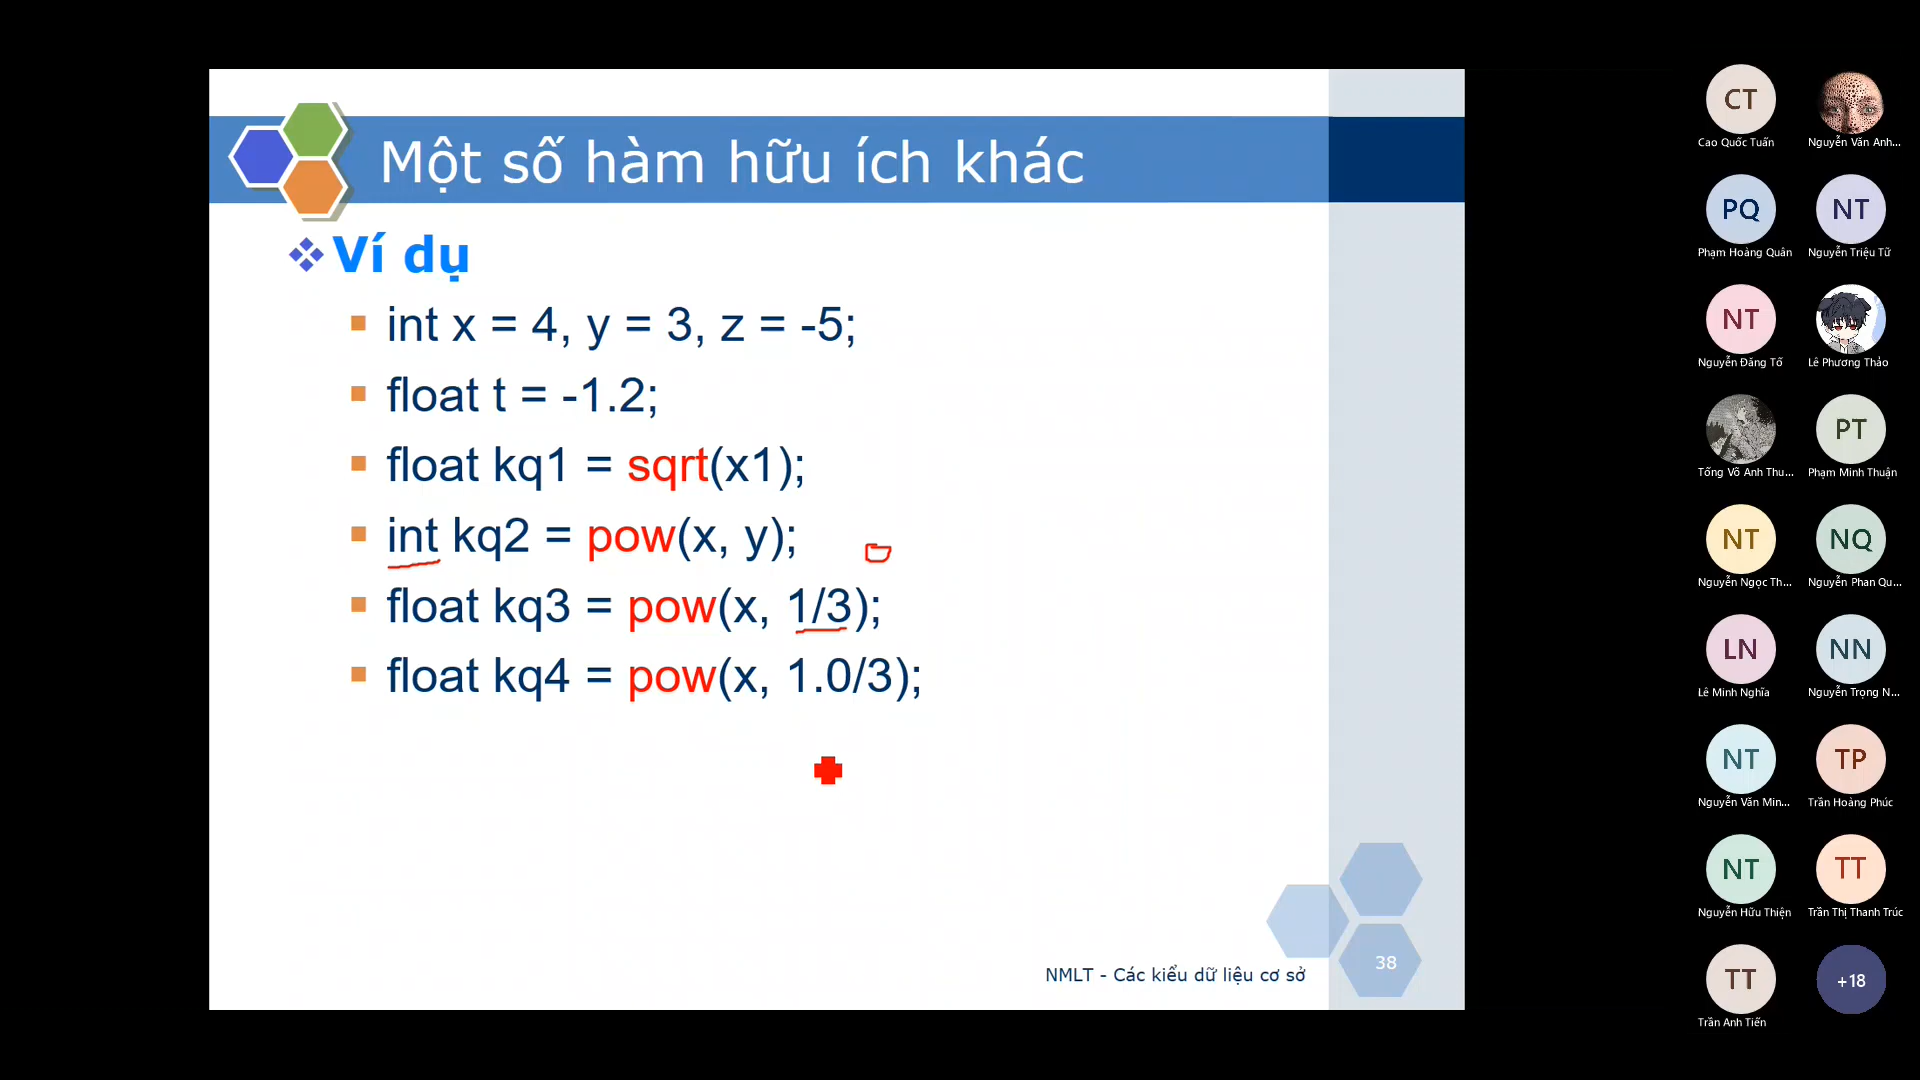 Một số hàm hữu ích khác
Ví dụ
int x = 4, y = 3, z = -5;
float t = -1.2;
float kq1 = sqrt(x1);
int kq2 = pow(x, y);
float kq3 = pow(x, 1/3);
float kq4 = pow(x, 1.0/3);
NMLT - Các kiểu dữ liệu cơ sở
38
CT
Cao Quốc Tuấn
Nguyễn Văn Anh...
PQ
Phạm Hoàng Quân
NT
Nguyễn Triệu Tữ
NT
Nguyễn Đăng Tố
Lê Phương Thảo
Tống Võ Anh Thu...
PT
Phạm Minh Thuận
NT
Nguyễn Ngọc Th...
NQ
Nguyễn Phan Qu...
LN
Lê Minh Nghĩa
NN
Nguyễn Trọng N...
NT
Nguyễn Văn Min...
TP
Trần Hoàng Phúc
NT
Nguyễn Hữu Thiện
TT
Trần Thị Thanh Trúc
TT
Trần Anh Tiến
+18